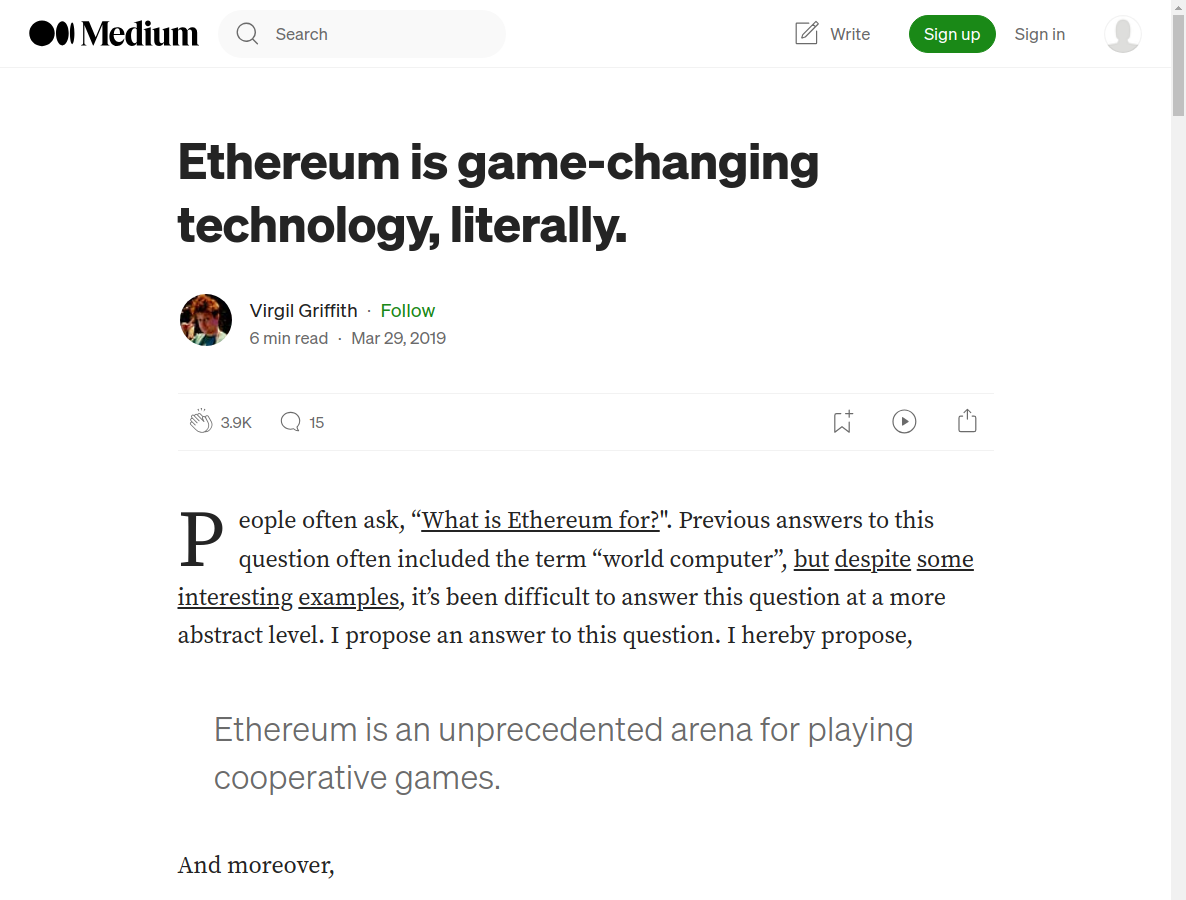 Medium
Search
Write
Sign up
Sign in
Ethereum is game-changing
technology, literally.
Virgil Griffith · Follow
6 min read · Mar 29, 2019
3.9K
15
People often ask, “What is Ethereum for?". Previous answers to this
question often included the term “world computer”, but despite some
interesting examples, it’s been difficult to answer this question at a more
abstract level. I propose an answer to this question. I hereby propose,
Ethereum is an unprecedented arena for playing
cooperative games.
And moreover,